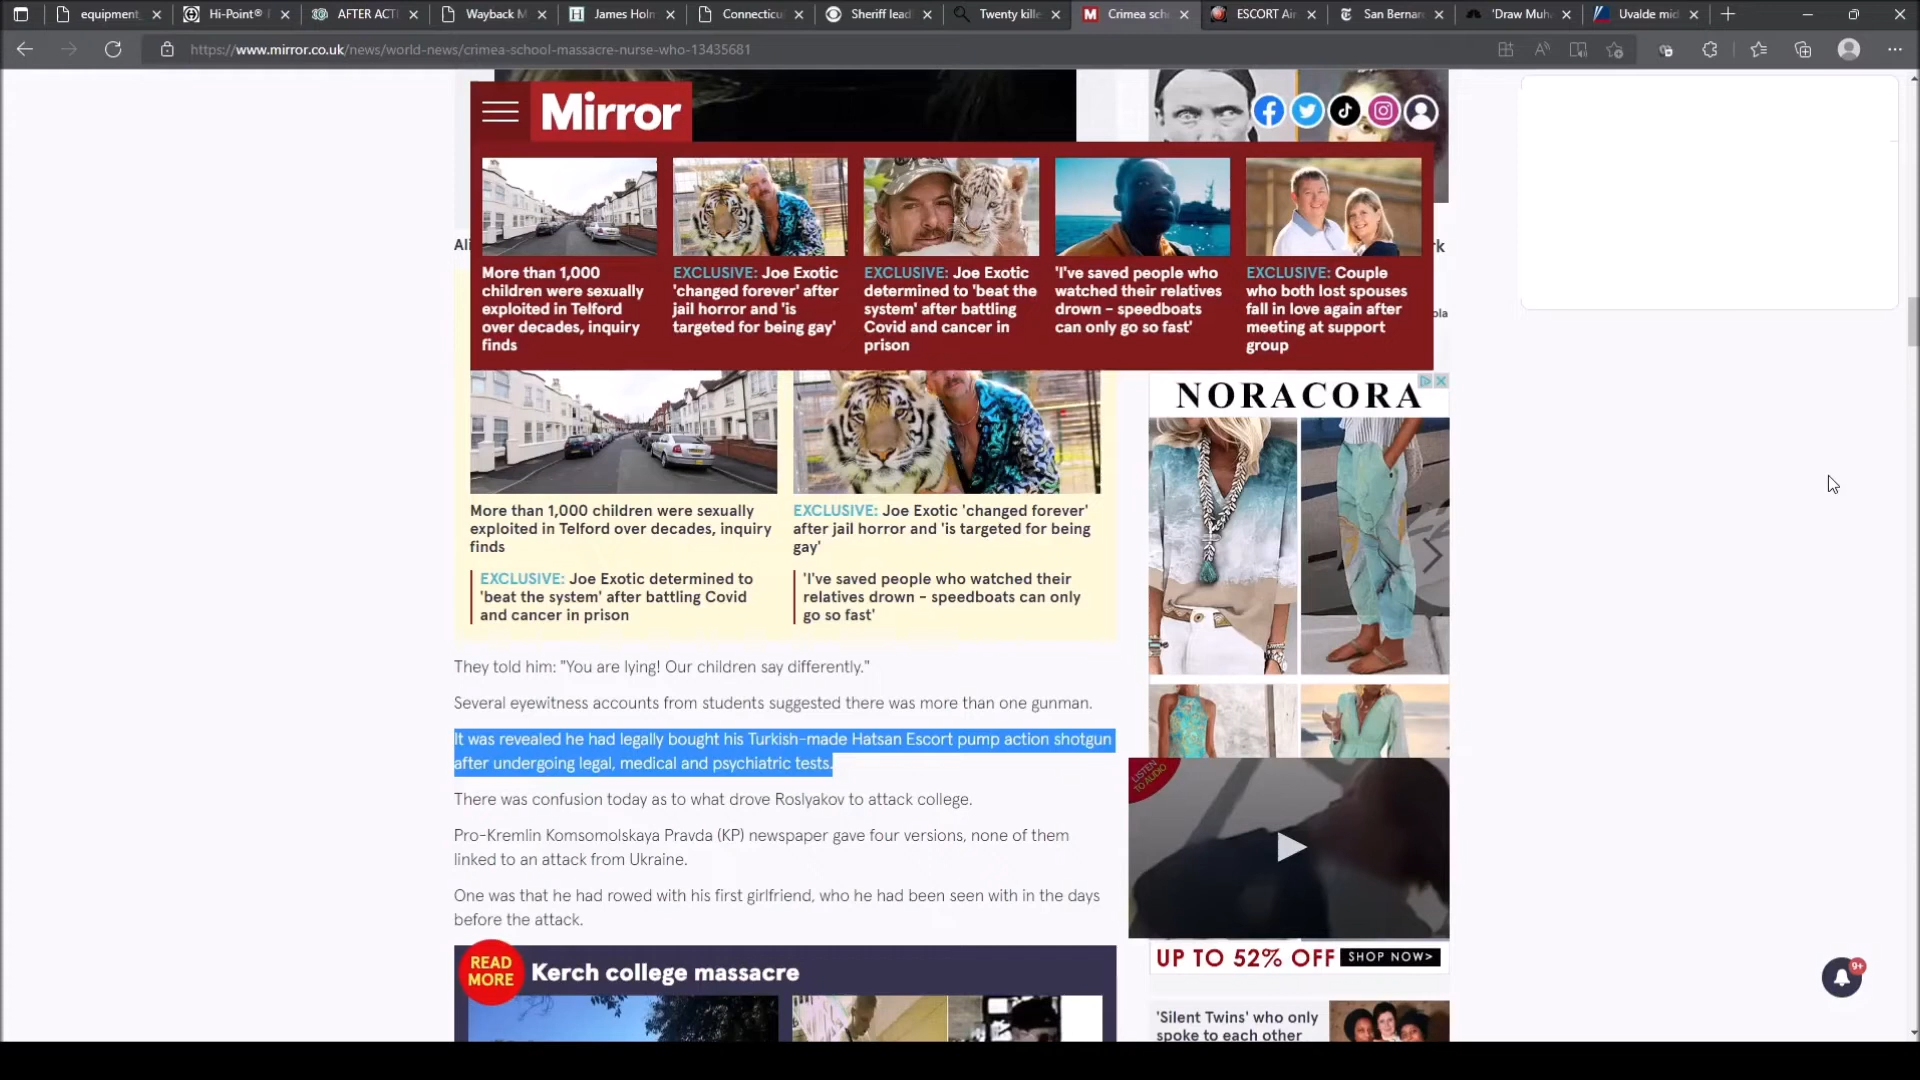 equipment_
Hi-Point®
AFTER ACTI
Wayback M
James Holn
Connecticu
Sheriff lead
Twenty kille
Crimea sch
ESCORT Air
San Bernar
'Draw Muh
Uvalde mid
https://www.mirror.co.uk/news/world-news/crimea-school-massacre-nurse-who-13435681
Mirror
More than 1,000
children were sexually
exploited in Telford
over decades, inquiry
finds
EXCLUSIVE: Joe Exotic
'changed forever' after
jail horror and 'is
targeted for being gay'
EXCLUSIVE: Joe Exotic
determined to 'beat the
system' after battling
Covid and cancer in
prison
'I've saved people who
watched their relatives
drown - speedboats
can only go so fast'
EXCLUSIVE: Couple
who both lost spouses
fall in love again after
meeting at support
group
Ali
rk
ola
More than 1,000 children were sexually
exploited in Telford over decades, inquiry
finds
EXCLUSIVE: Joe Exotic 'changed forever'
after jail horror and 'is targeted for being
gay'
EXCLUSIVE: Joe Exotic determined to
'beat the system' after battling Covid
and cancer in prison
'I've saved people who watched their
relatives drown - speedboats can only
go so fast'
They told him: "You are lying! Our children say differently."
Several eyewitness accounts from students suggested there was more than one gunman.
It was revealed he had legally bought his Turkish-made Hatsan Escort pump action shotgun
after undergoing legal, medical and psychiatric tests.
There was confusion today as to what drove Roslyakov to attack college.
Pro-Kremlin Komsomolskaya Pravda (KP) newspaper gave four versions, none of them
linked to an attack from Ukraine.
One was that he had rowed with his first girlfriend, who he had been seen with in the days
before the attack.
READ
MORE
Kerch college massacre
NORACORA
LISTEN
TO AUDIO
UP TO 52% OFF
SHOP NOW>
'Silent Twins' who only
spoke to each other
9+